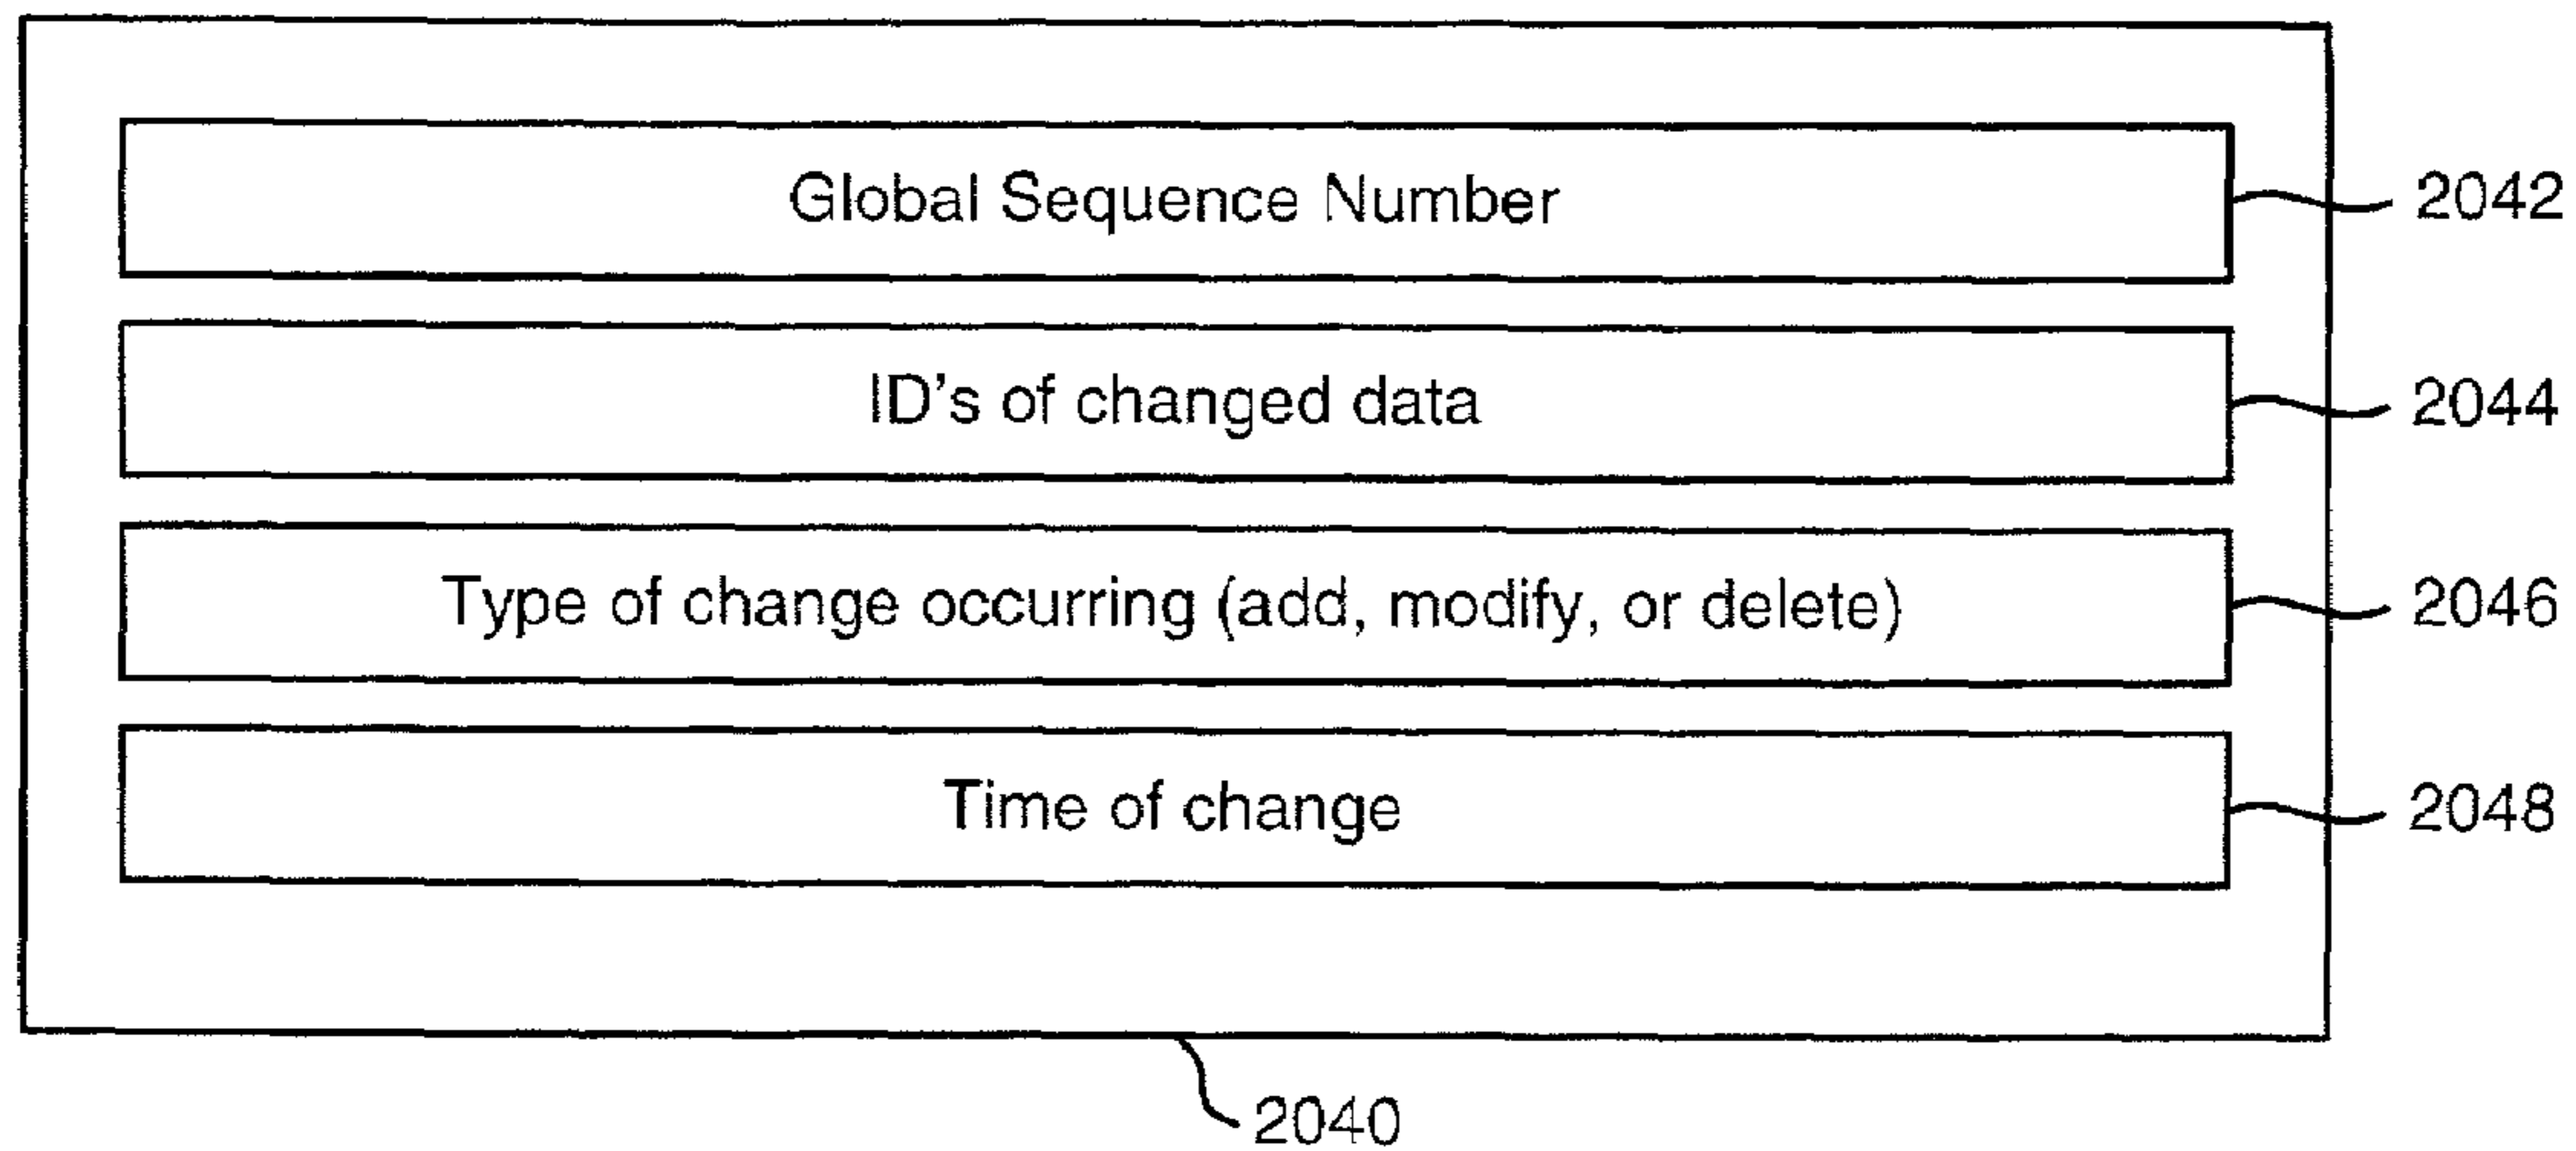 Global Sequence Number 2042
ID's of changed data 2044
Type of change occurring (add, modify, or delete) 2046
Time of change 2048
2040